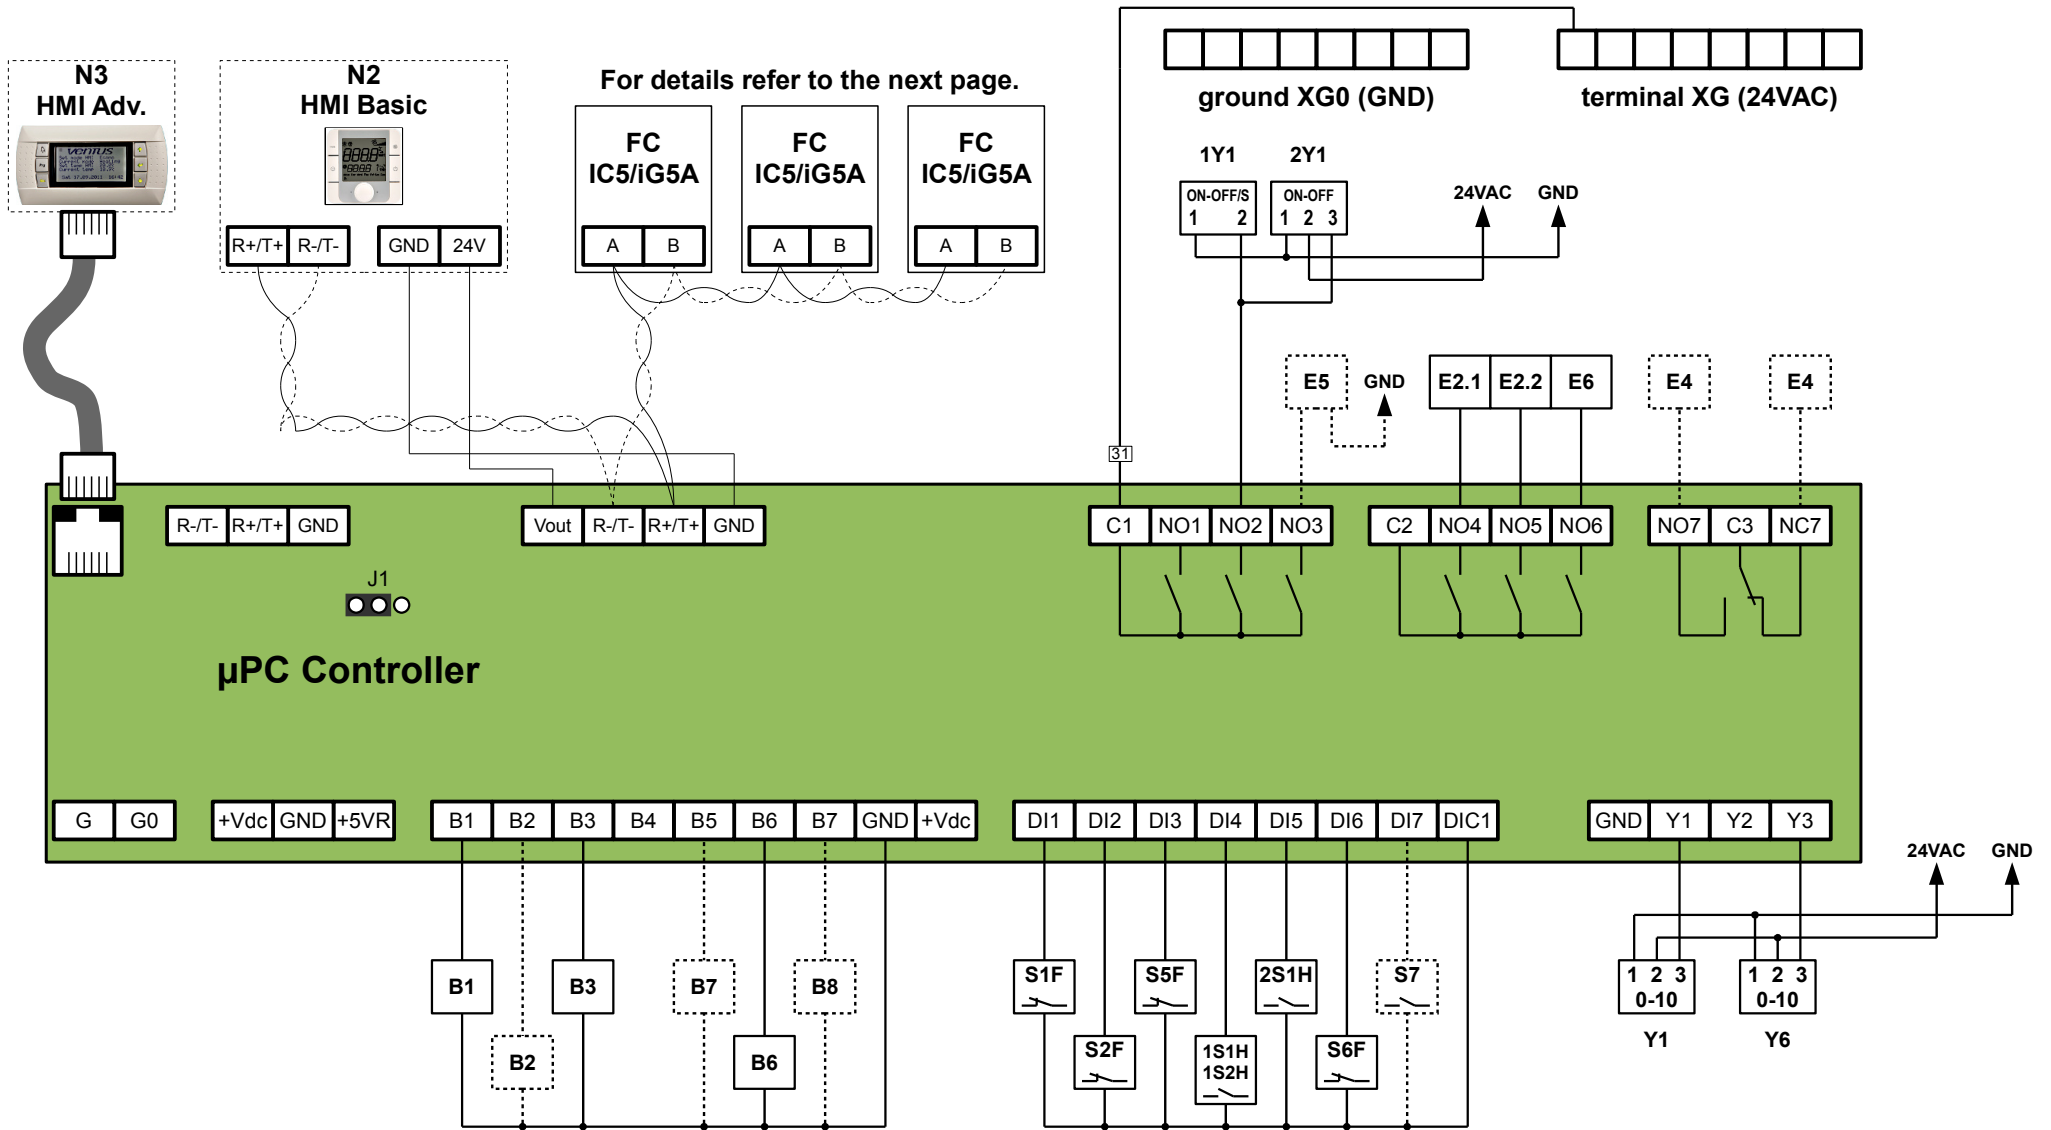 N3
HMI Adv.
N2
HMI Basic
For details refer to the next page.
ground XG0 (GND)
terminal XG (24VAC)
VENTUS
FC
IC5/iG5A
FC
IC5/iG5A
FC
IC5/iG5A
1Y1
2Y1
ON-OFF/S
1 2
ON-OFF
1 2 3
24VAC
GND
R+/T+
R-/T-
GND
24V
A
B
A
B
A
B
E5
GND
E2.1
E2.2
E6
E4
E4
31
R-/T-
R+/T+
GND
Vout
R-/T-
R+/T+
GND
C1
NO1
NO2
NO3
C2
NO4
NO5
NO6
NO7
C3
NC7
J1
µPC Controller
G
G0
+Vdc
GND
+5VR
B1
B2
B3
B4
B5
B6
B7
GND
+Vdc
DI1
DI2
DI3
DI4
DI5
DI6
DI7
DIC1
GND
Y1
Y2
Y3
24VAC
GND
B1
B3
B7
B8
S1F
S5F
2S1H
S7
1 2 3
0-10
1 2 3
0-10
B2
B6
S2F
1S1H
1S2H
S6F
Y1
Y6